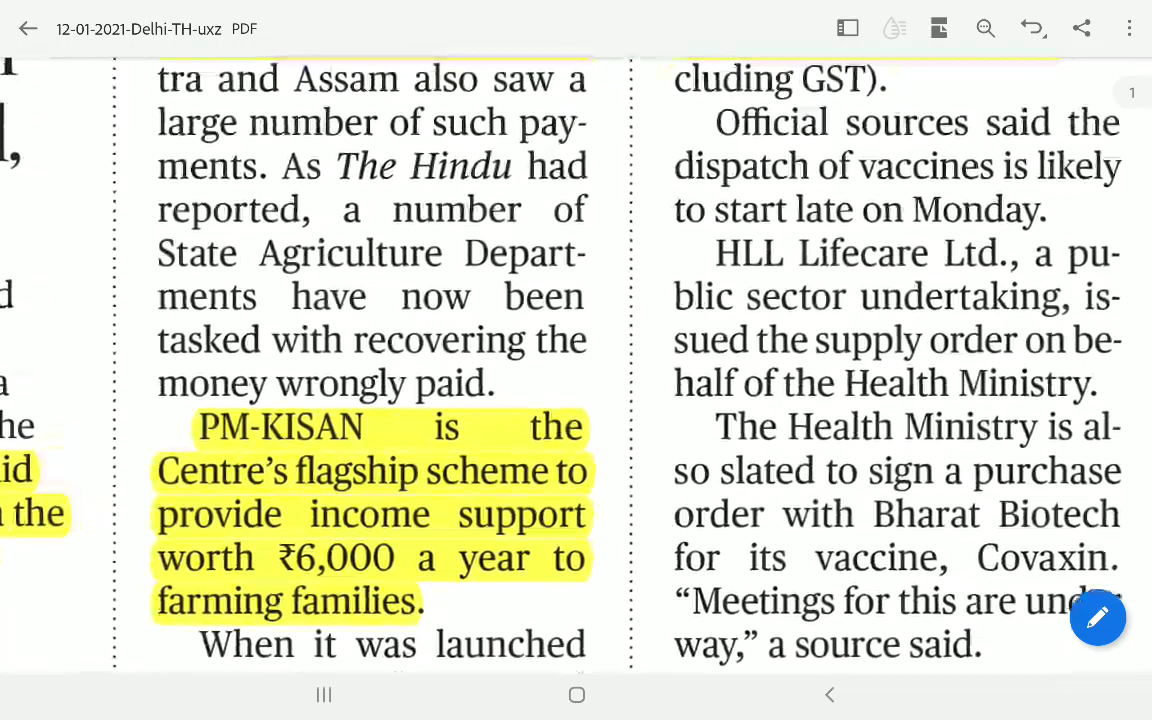 12-01-2021-Delhi-TH-uxz PDF
1
he
id
the
tra and Assam also saw a
large number of such pay-
ments. As The Hindu had
reported, a number of
State Agriculture Depart-
ments have now been
tasked with recovering the
money wrongly paid.
PM-KISAN is the
Centre's flagship scheme to
provide income support
worth ₹6,000 a year to
farming families.
When it was launched
cluding GST).
Official sources said the
dispatch of vaccines is likely
to start late on Monday.
HLL Lifecare Ltd., a pu-
blic sector undertaking, is-
sued the supply order on be-
half of the Health Ministry.
The Health Ministry is al-
so slated to sign a purchase
order with Bharat Biotech
for its vaccine, Covaxin.
“Meetings for this are under
way,” a source said.